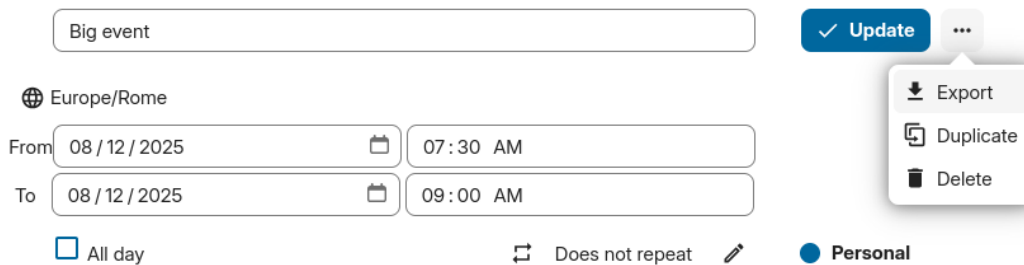 Big event
Update
Europe/Rome
Export
From 08/12/2025 07:30 AM
Duplicate
To 08/12/2025 09:00 AM
Delete
All day
Does not repeat
Personal